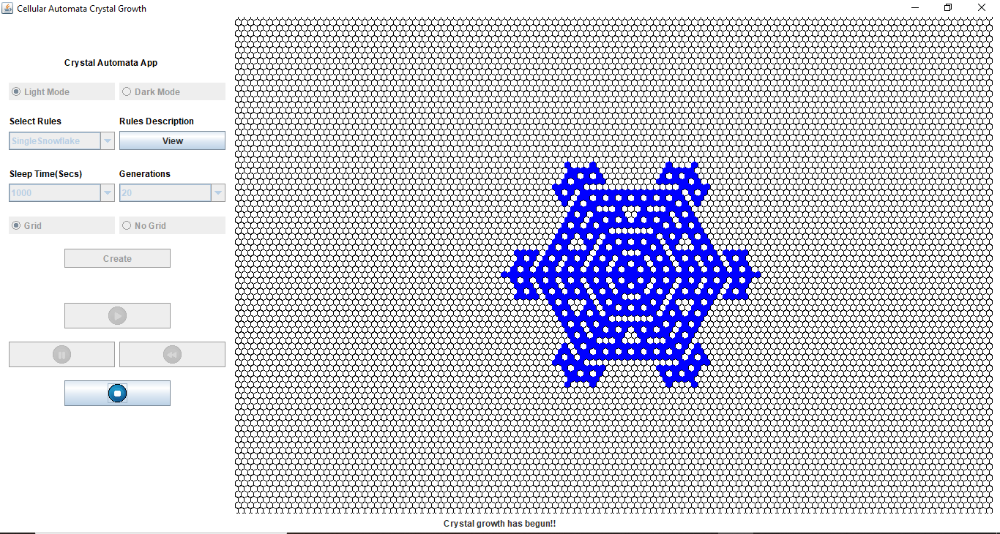 Cellular Automata Crystal Growth
Crystal Automata App
Light Mode
Dark Mode
Select Rules
Rules Description
SingleSnowflake
View
Sleep Time(Secs)
Generations
1000
20
Grid
No Grid
Create
Crystal growth has begun!!